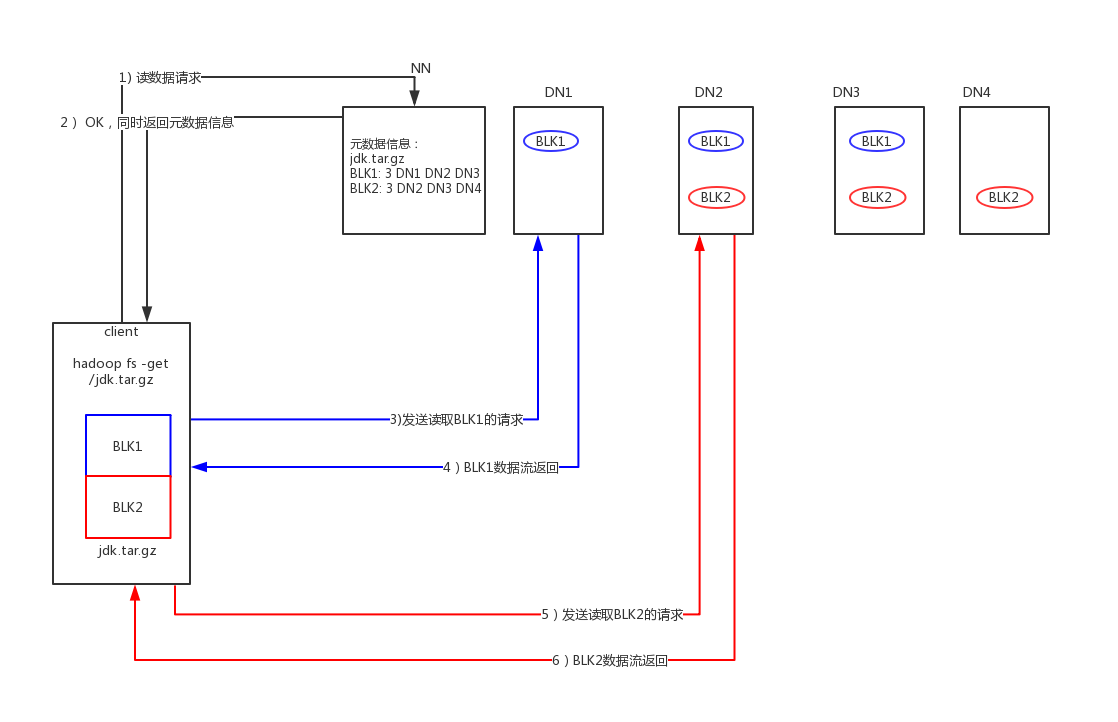 1) 读数据请求
NN
2） OK，同时返回元数据信息
元数据信息：
jdk.tar.gz
BLK1: 3 DN1 DN2 DN3
BLK2: 3 DN2 DN3 DN4
DN1
BLK1
DN2
BLK1
BLK2
DN3
BLK1
BLK2
DN4
BLK2
client
hadoop fs -get
/jdk.tar.gz
BLK1
BLK2
jdk.tar.gz
3)发送读取BLK1的请求
4）BLK1数据流返回
5）发送读取BLK2的请求
6）BLK2数据流返回